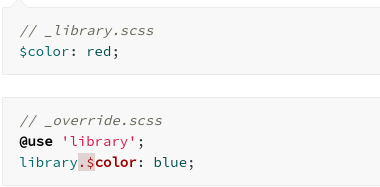 // _library.scss
$color: red;
// _override.scss
@use 'library';
library.$color: blue;